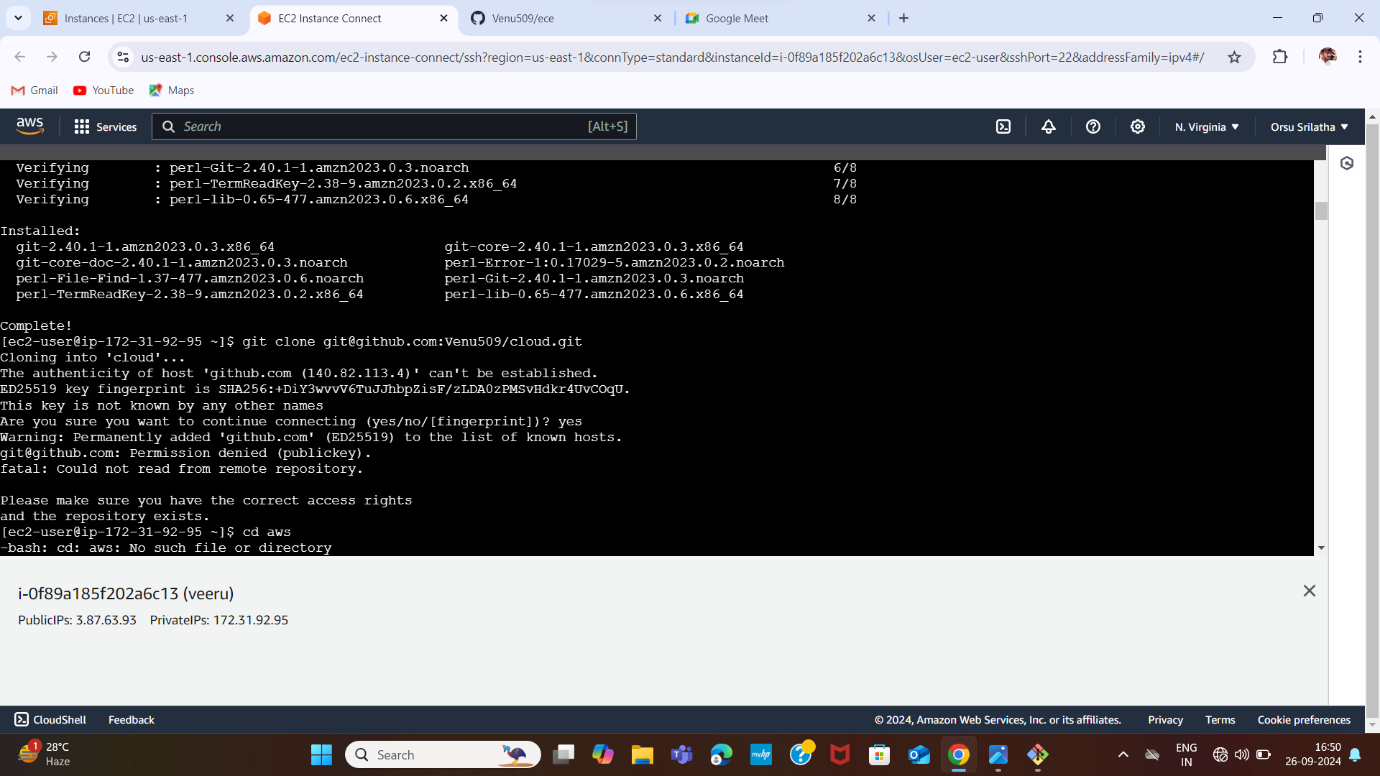 Instances | EC2 | us-east-1
EC2 Instance Connect
Venu509/ece
Google Meet
us-east-1.console.aws.amazon.com/ec2-instance-connect/ssh?region=us-east-1&connType=standard&instanceId=i-0f89a185f202a6c13&osUser=ec2-user&sshPort=22&addressFamily=ipv4#/
Gmail
YouTube
Maps
aws
Services
Search
[Alt+S]
N. Virginia
Orsu Srilatha
Verifying : perl-Git-2.40.1-1.amzn2023.0.3.noarch 6/8
Verifying : perl-TermReadKey-2.38-9.amzn2023.0.2.x86_64 7/8
Verifying : perl-lib-0.65-477.amzn2023.0.6.x86_64 8/8
Installed:
git-2.40.1-1.amzn2023.0.3.x86_64 git-core-2.40.1-1.amzn2023.0.3.x86_64
git-core-doc-2.40.1-1.amzn2023.0.3.noarch perl-Error-1:0.17029-5.amzn2023.0.2.noarch
perl-File-Find-1.37-477.amzn2023.0.6.noarch perl-Git-2.40.1-1.amzn2023.0.3.noarch
perl-TermReadKey-2.38-9.amzn2023.0.2.x86_64 perl-lib-0.65-477.amzn2023.0.6.x86_64
Complete!
[ec2-user@ip-172-31-92-95 ~]$ git clone git@github.com:Venu509/cloud.git
Cloning into 'cloud'...
The authenticity of host 'github.com (140.82.113.4)' can't be established.
ED25519 key fingerprint is SHA256:+DiY3wvvV6TuJJhbpZisF/zLDA0zPMSvHdkr4UvCOqU.
This key is not known by any other names
Are you sure you want to continue connecting (yes/no/[fingerprint])? yes
Warning: Permanently added 'github.com' (ED25519) to the list of known hosts.
git@github.com: Permission denied (publickey).
fatal: Could not read from remote repository.
Please make sure you have the correct access rights
and the repository exists.
[ec2-user@ip-172-31-92-95 ~]$ cd aws
-bash: cd: aws: No such file or directory
i-0f89a185f202a6c13 (veeru)
PublicIPs: 3.87.63.93 PrivateIPs: 172.31.92.95
CloudShell
Feedback
© 2024, Amazon Web Services, Inc. or its affiliates.
Privacy
Terms
Cookie preferences
1
28°C
Haze
Search
myhp
ENG
IN
16:50
26-09-2024